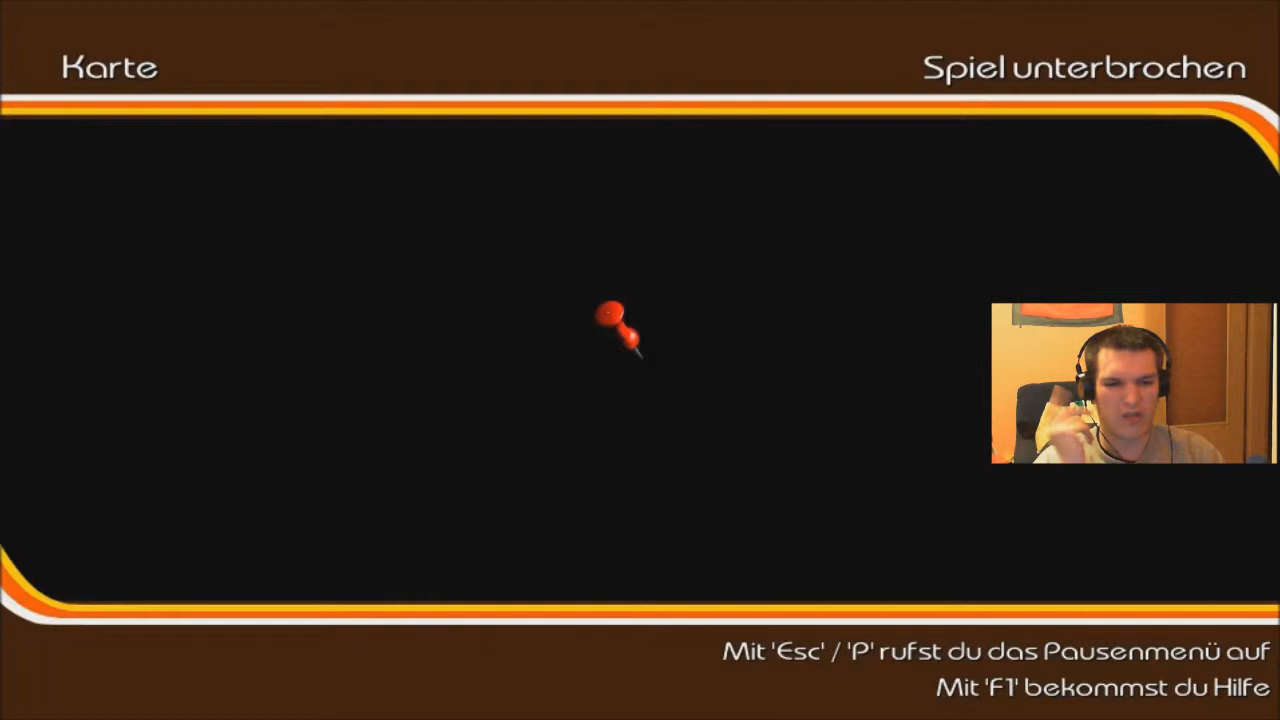 Karte
Spiel unterbrochen
Mit 'Esc' / 'P' rufst du das Pausenmenü auf
Mit 'F1' bekommst du Hilfe